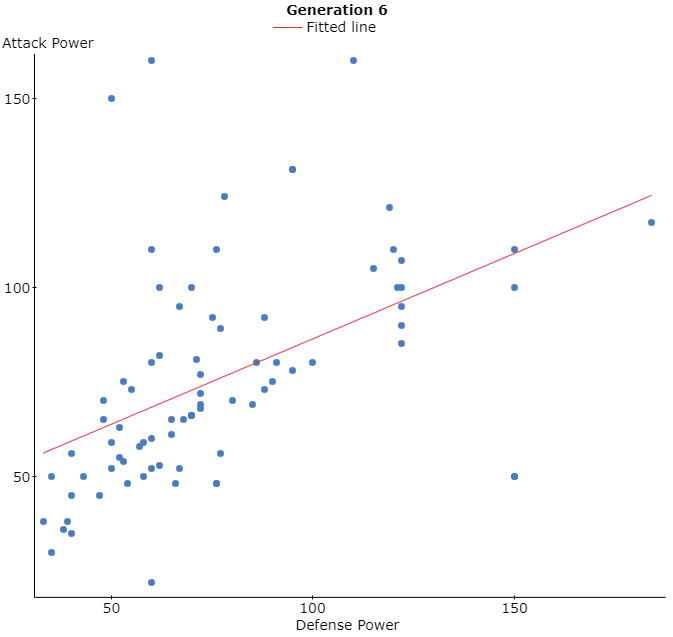 Generation 6
Fitted line
Attack Power
150
100
50
50 100 150
Defense Power